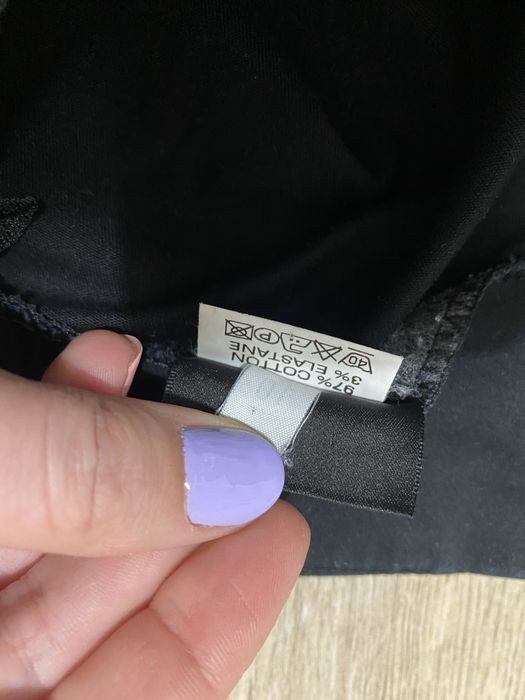 97% COTTON
3% ELASTANE
40 P